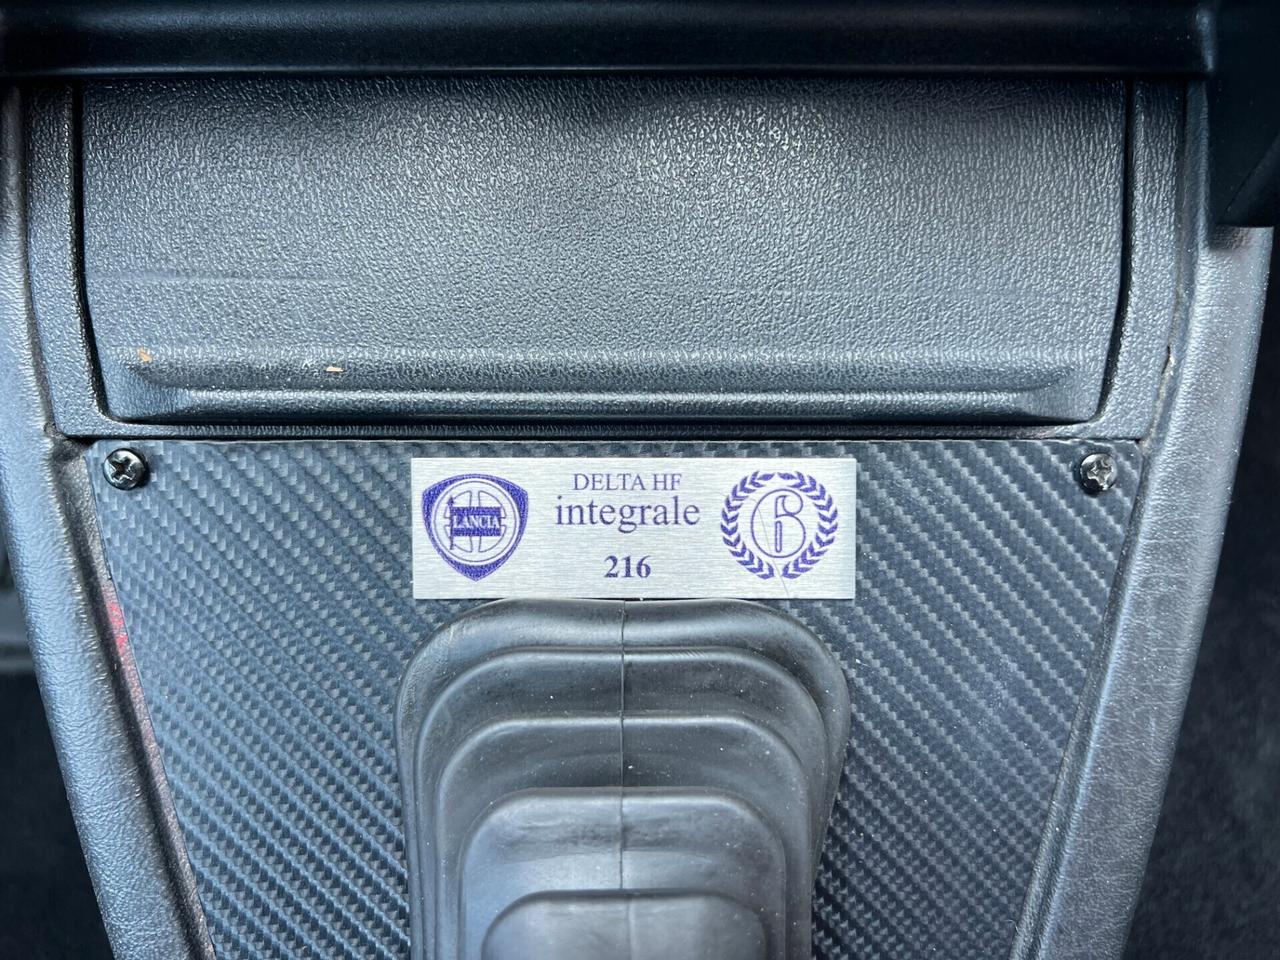 LANCIA
DELTA HF
integrale
216
6